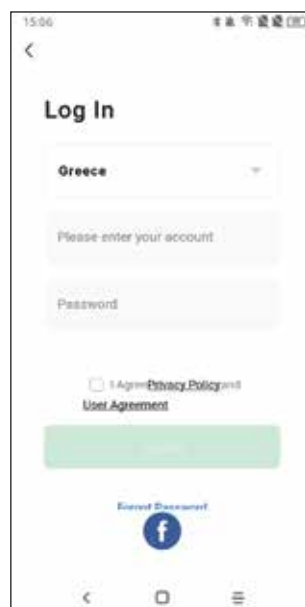 15:06
Log In
Greece
Please enter your account
Password
I Agree Privacy Policy and
User Agreement
Forgot Password
f